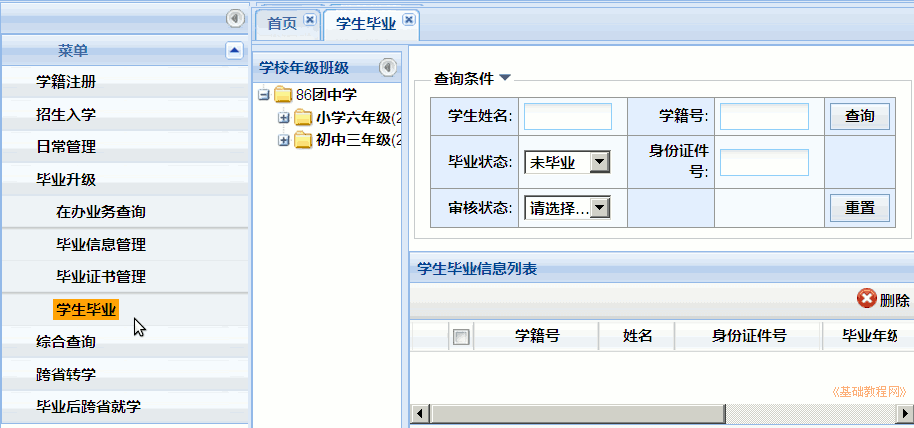 首页
学生毕业
菜单
学籍注册
招生入学
日常管理
毕业升级
在办业务查询
毕业信息管理
毕业证书管理
学生毕业
综合查询
跨省转学
毕业后跨省就学
学校年级班级
86团中学
小学六年级(2
初中三年级(2
查询条件
学生姓名: 学籍号: 查询
毕业状态: 未毕业 身份证件
号:
审核状态: 请选择... 重置
学生毕业信息列表
删除
学籍号 姓名 身份证件号 毕业年级
《基础教程网》